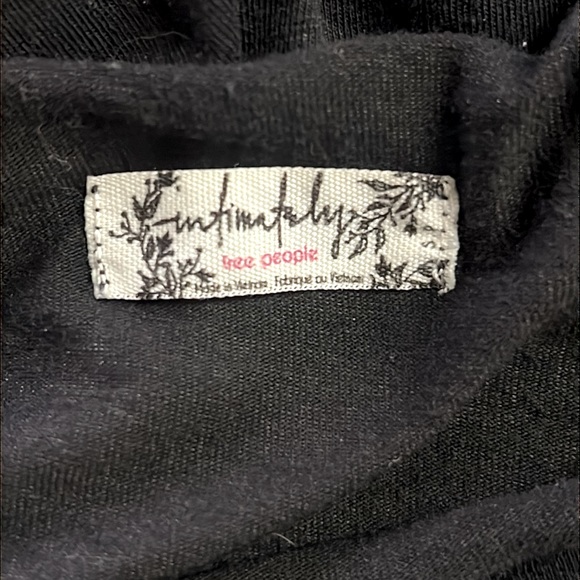 intimately
free people
Made in Vietnam Fabriqué au Vietnam